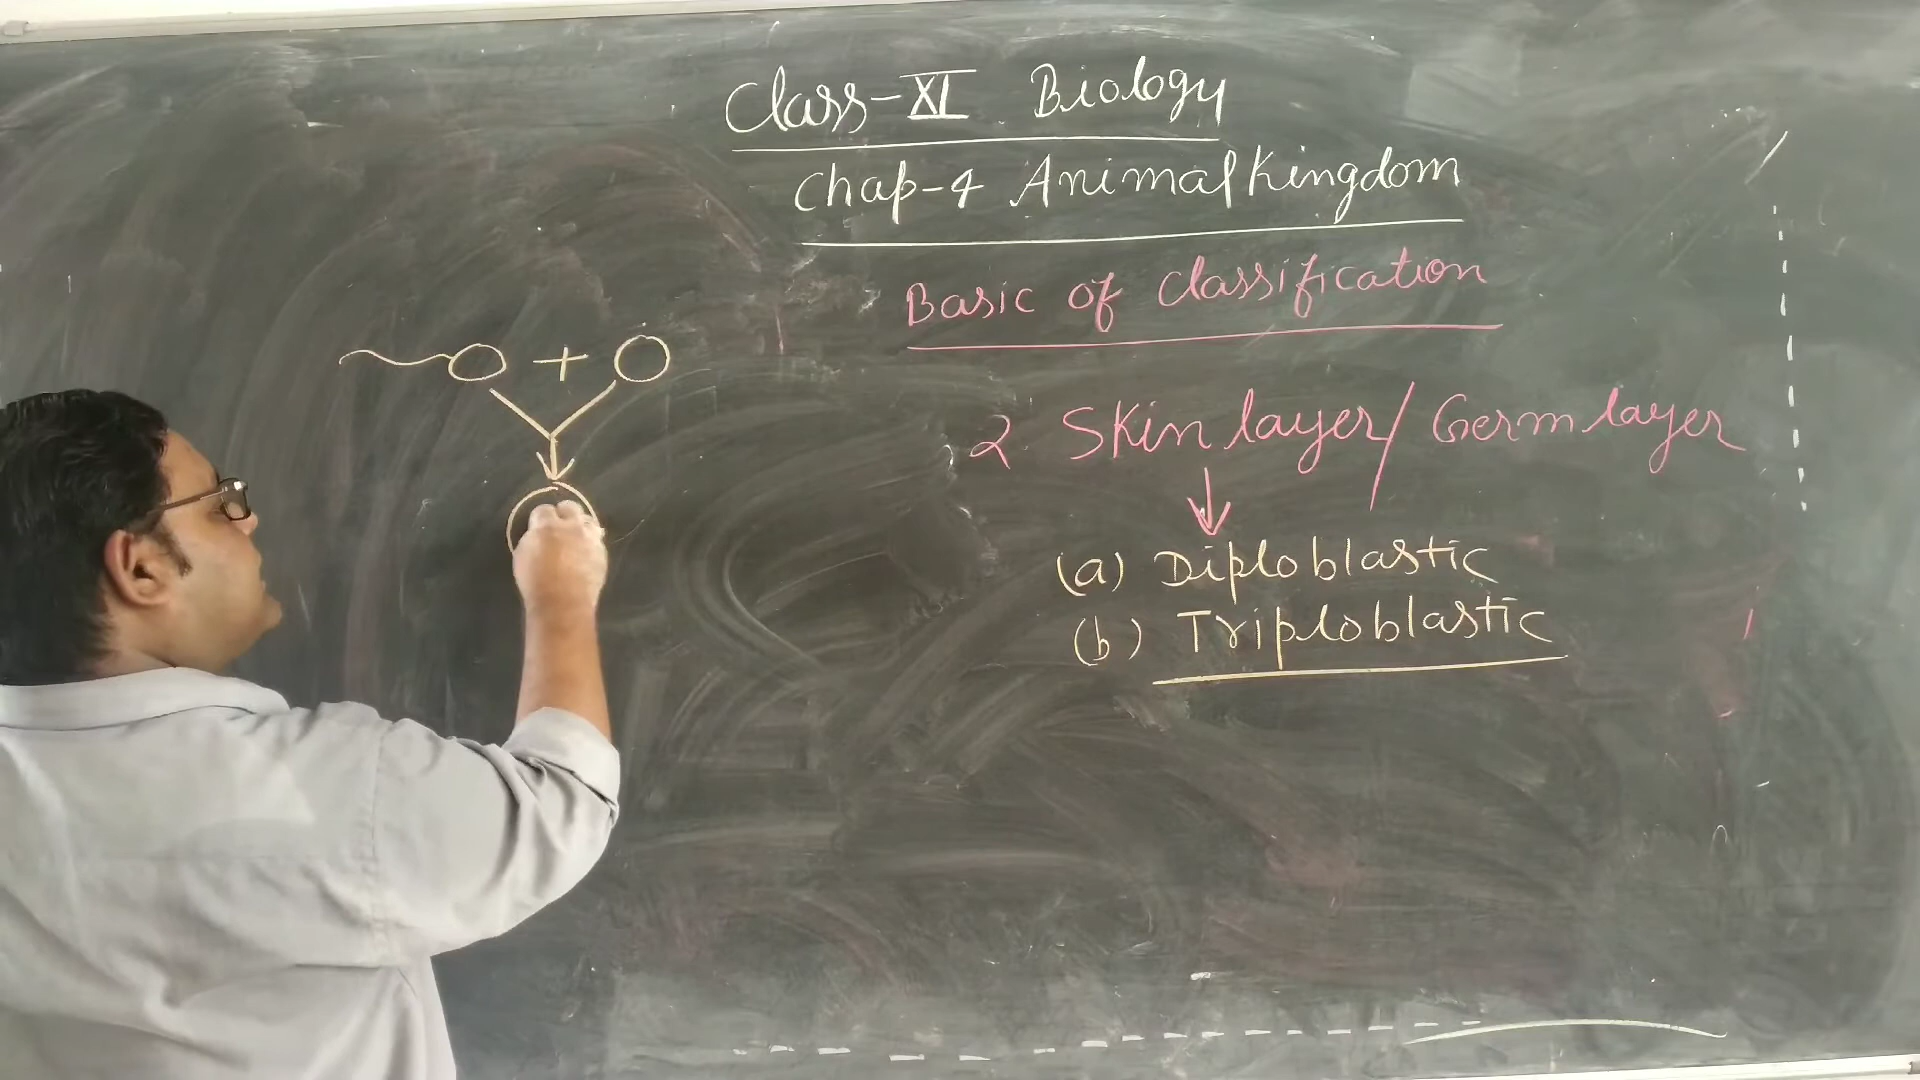 Class-XI Biology
Chap-4 Animal Kingdom
Basic of Classification
2. Skin layer/Germ layer
(a) Diploblastic
(b) Triploblastic